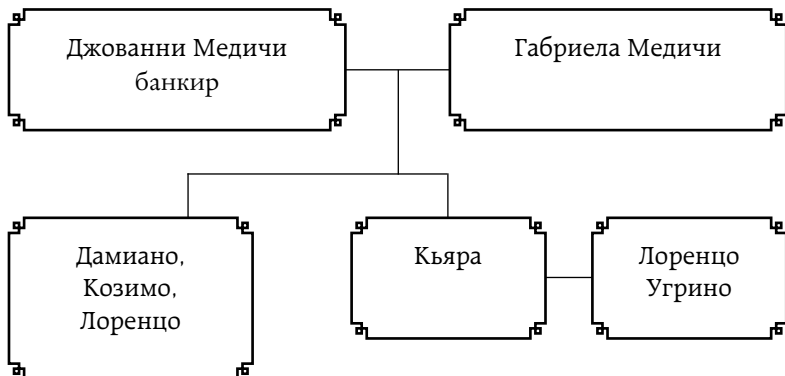 Джованни Медичи
банкир
Габриела Медичи
Дамиано,
Козимо,
Лоренцо
Кьяра
Лоренцо
Угрино